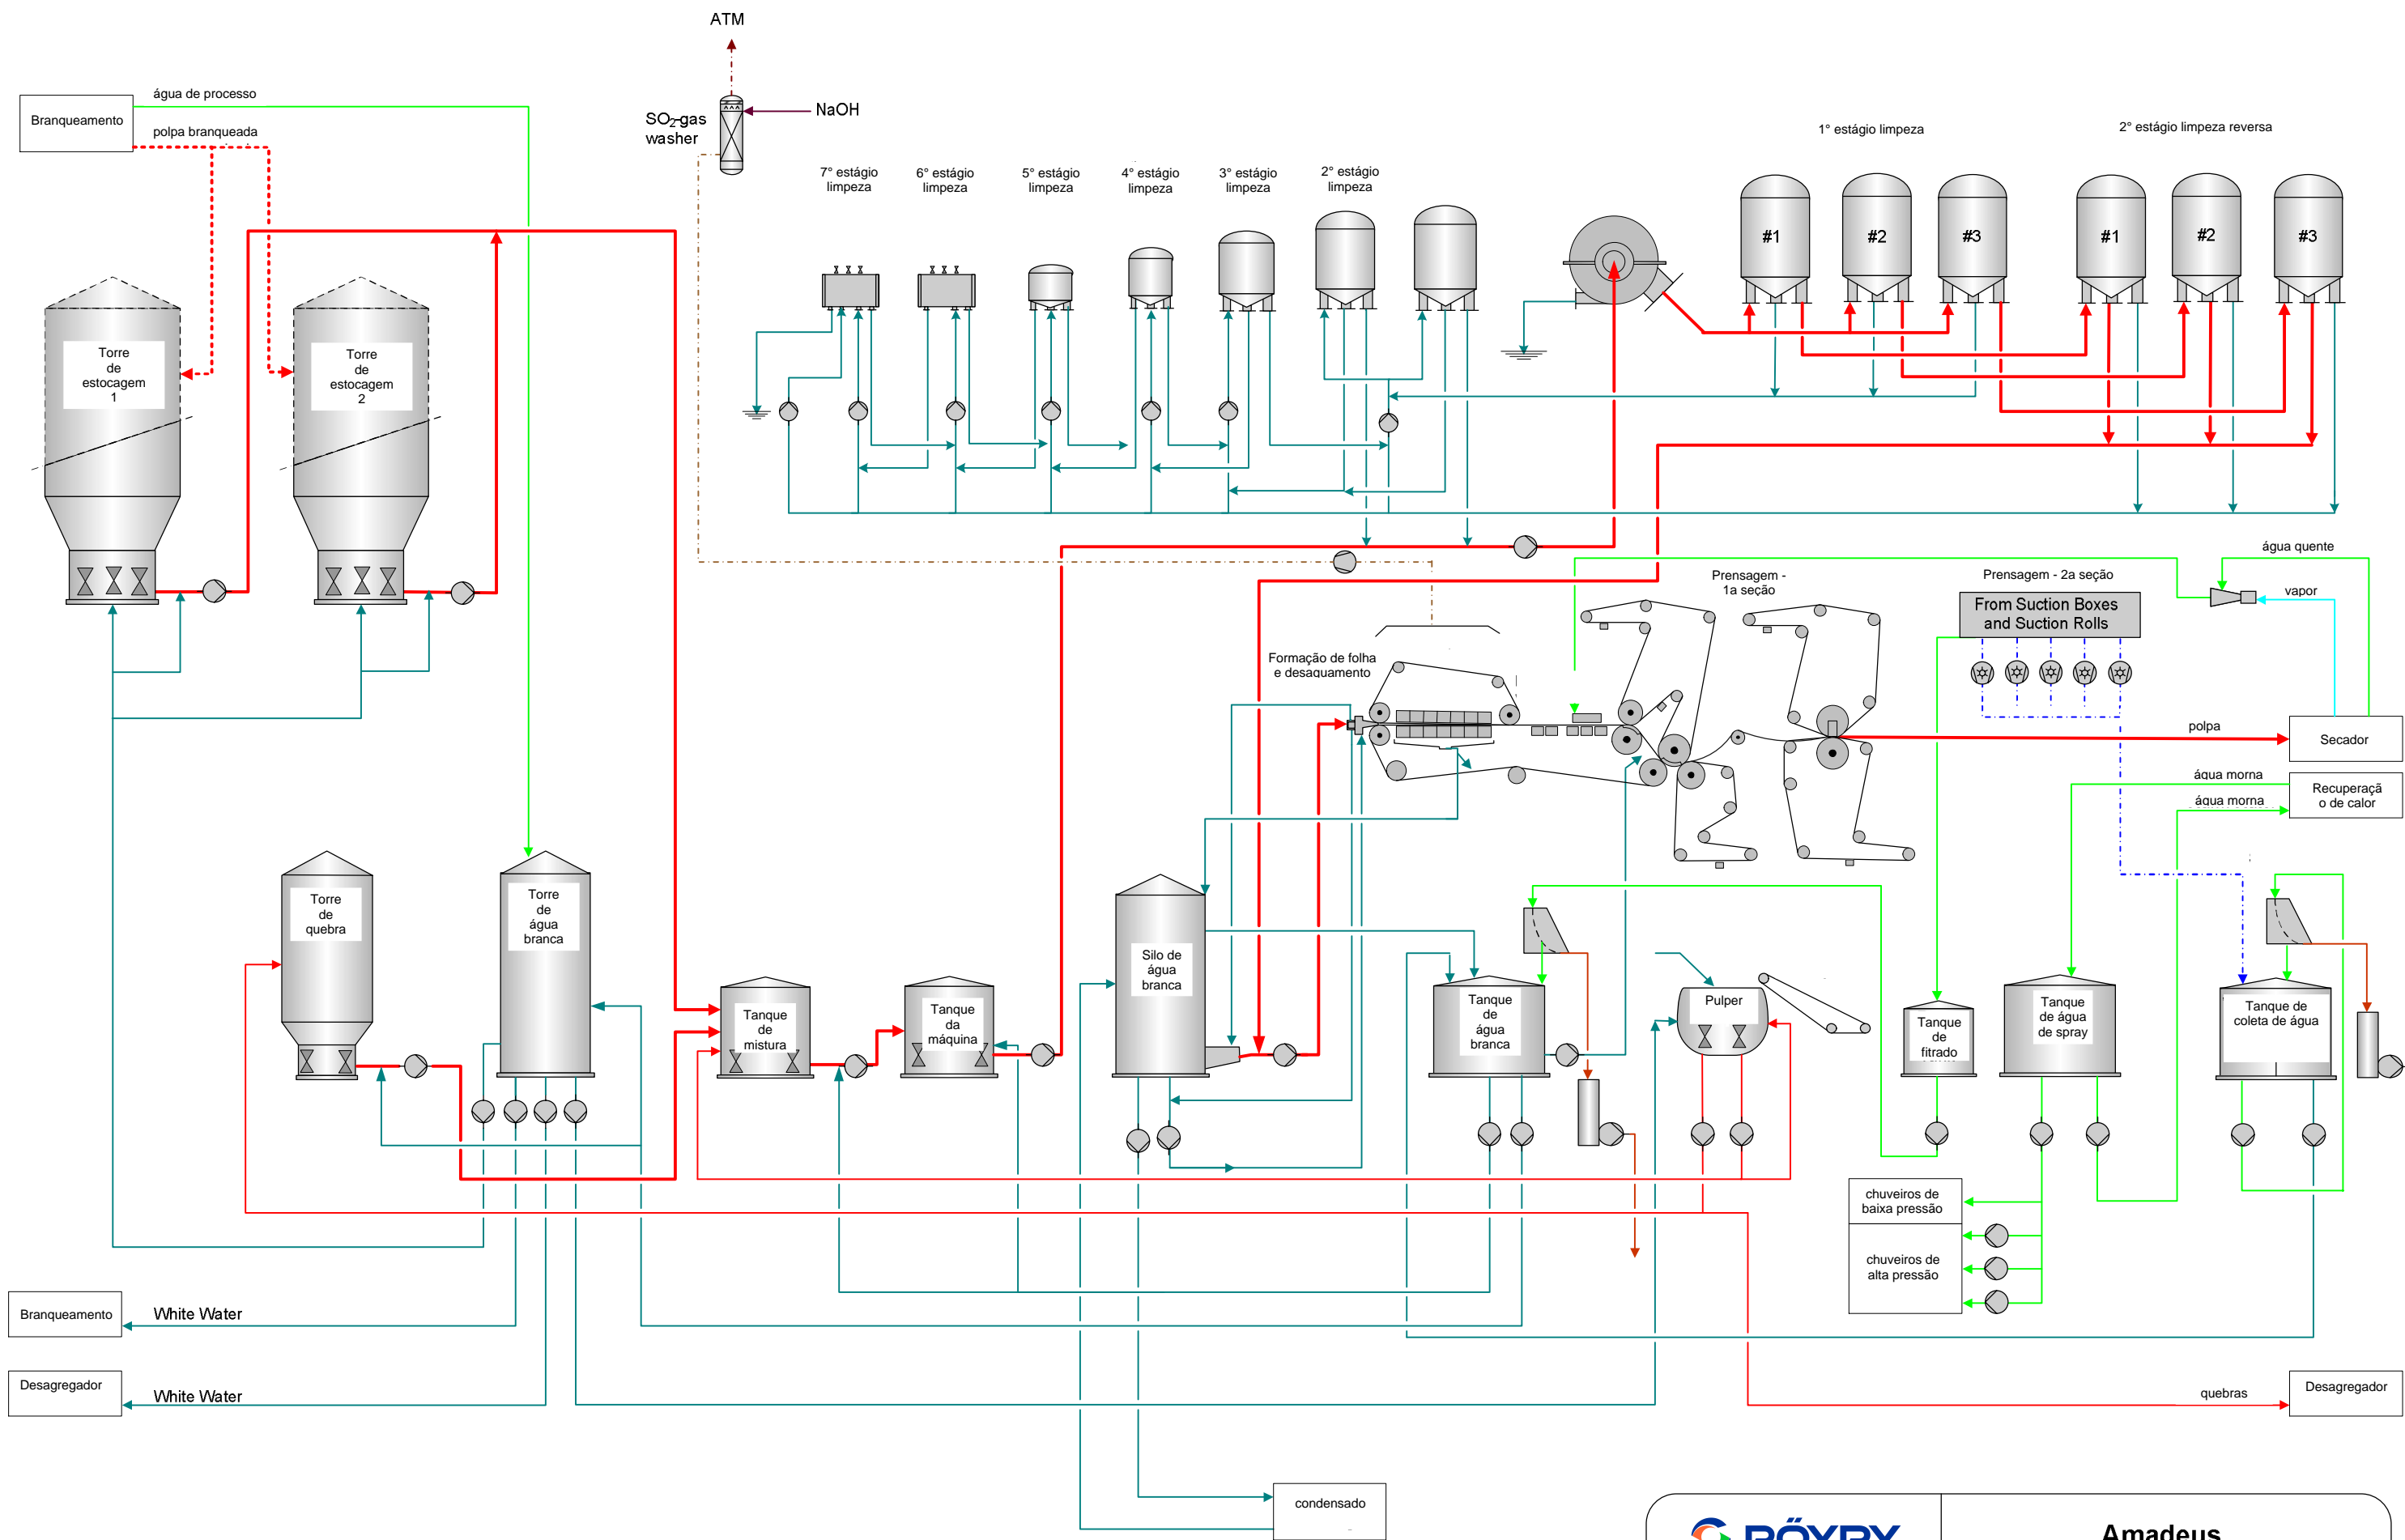 ATM
água de processo
Branqueamento
polpa branqueada
SO2-gas
washer
NaOH
1° estágio limpeza
2° estágio limpeza reversa
7° estágio
limpeza
6° estágio
limpeza
5° estágio
limpeza
4° estágio
limpeza
3° estágio
limpeza
2° estágio
limpeza
#1
#2
#3
#1
#2
#3
Torre
de
estocagem
1
Torre
de
estocagem
2
água quente
Prensagem -
1a seção
Prensagem - 2a seção
vapor
From Suction Boxes
and Suction Rolls
Formação de folha
e desaguamento
polpa
Secador
água morna
Recuperaçã
o de calor
água morna
Torre
de
quebra
Torre
de
água
branca
Silo de
água
branca
Tanque
de
mistura
Tanque
da
máquina
Tanque
de
água
branca
Pulper
Tanque
de
fitrado
Tanque
de água
de spray
Tanque de
coleta de água
chuveiros de
baixa pressão
chuveiros de
alta pressão
Branqueamento
White Water
Desagregador
White Water
quebras
Desagregador
condensado
PÖYRY
Amadeus